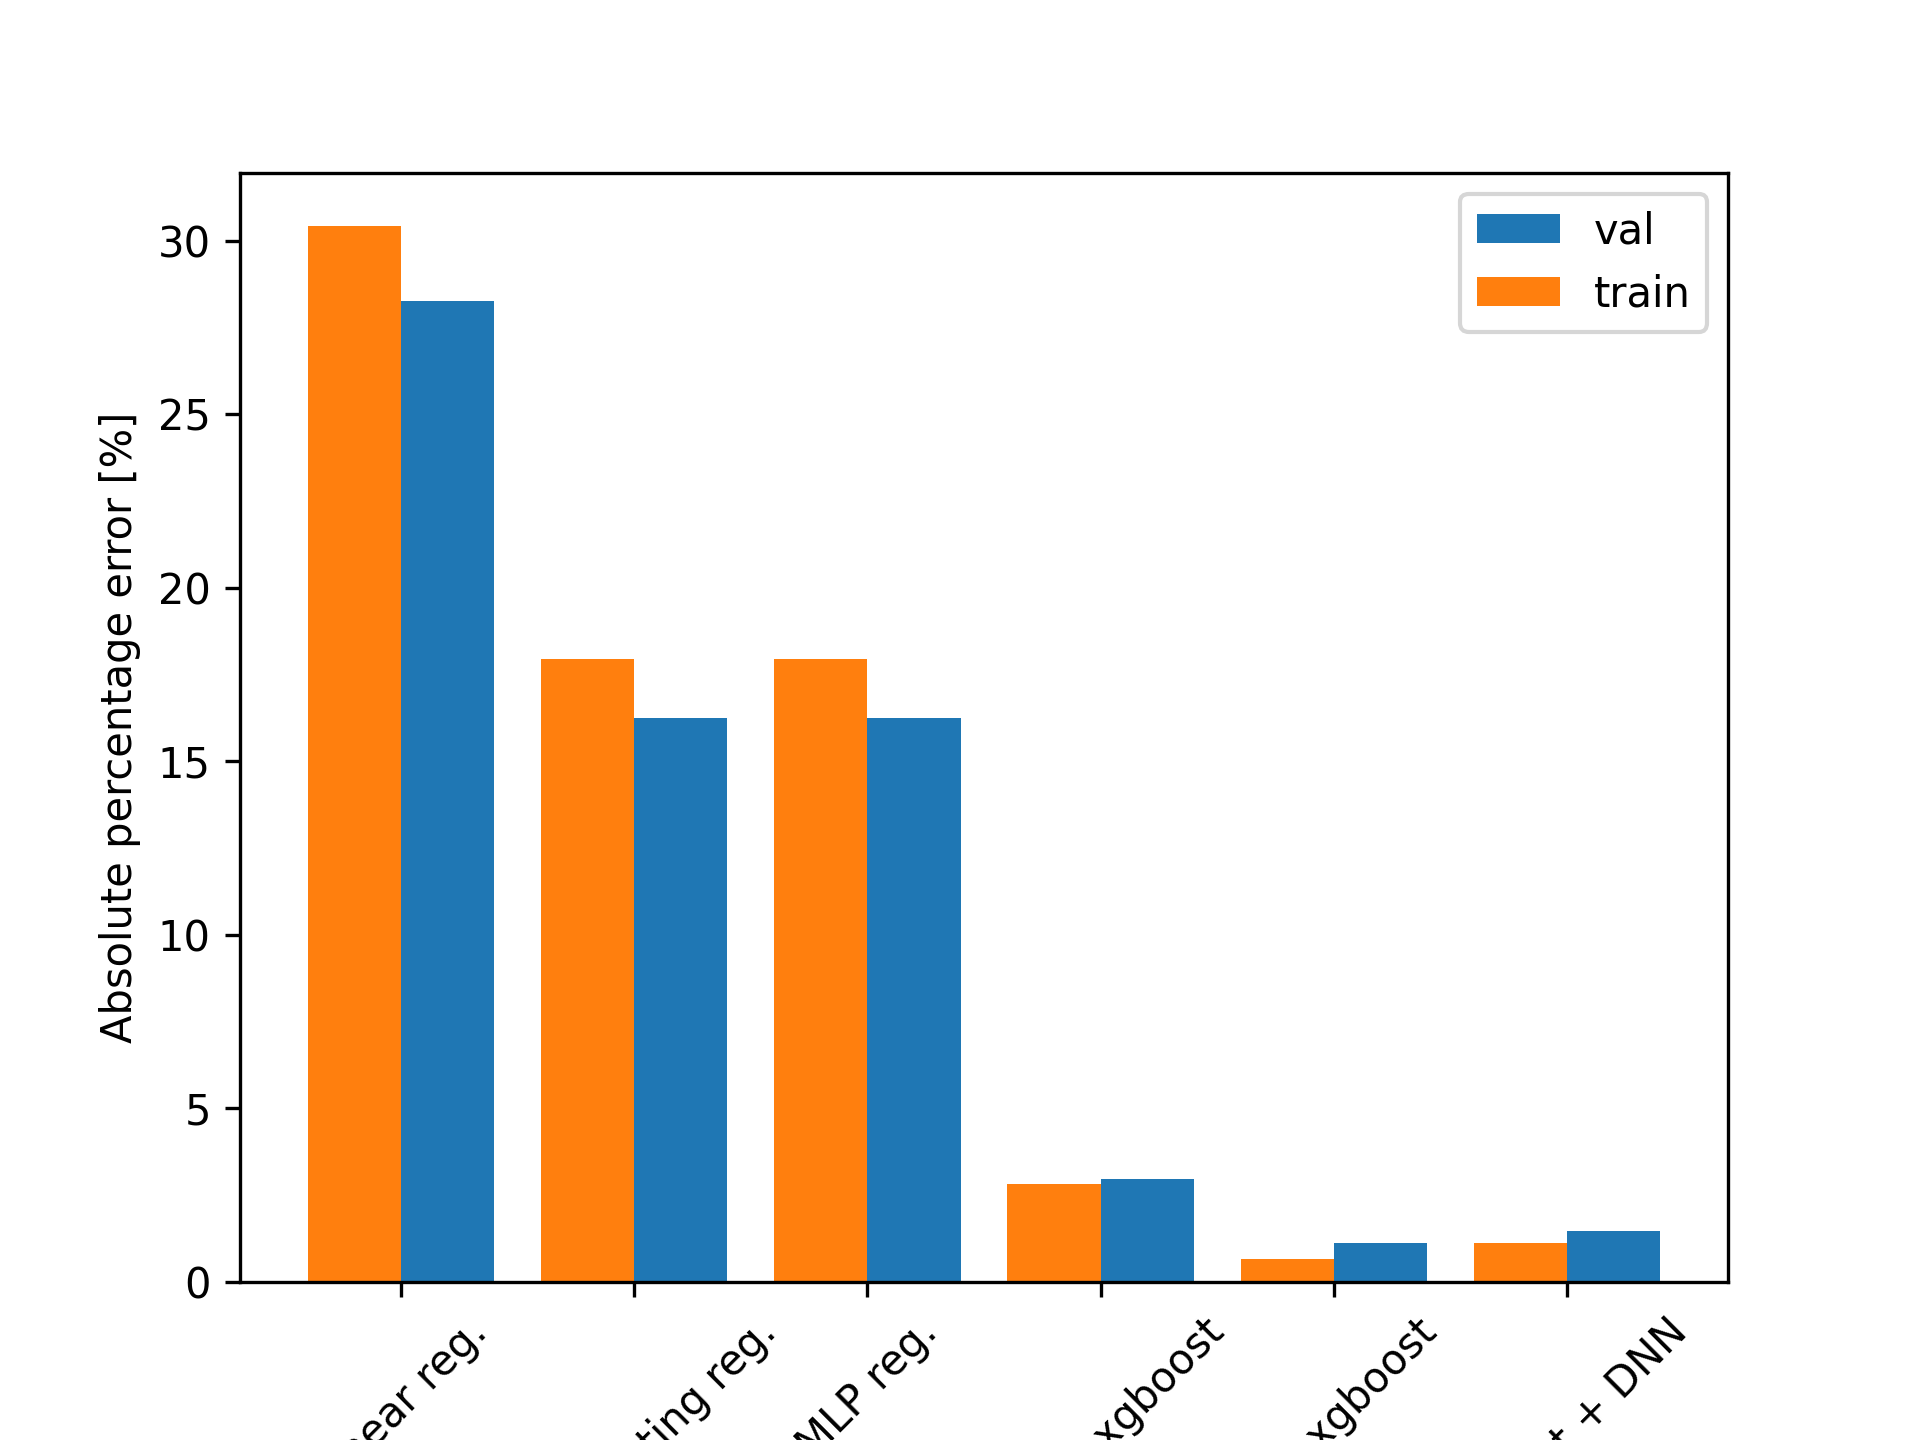 val
train
Absolute percentage error [%]
30
25
20
15
10
5
0
near reg.
ting reg.
MLP reg.
xgboost
xgboost
t + DNN